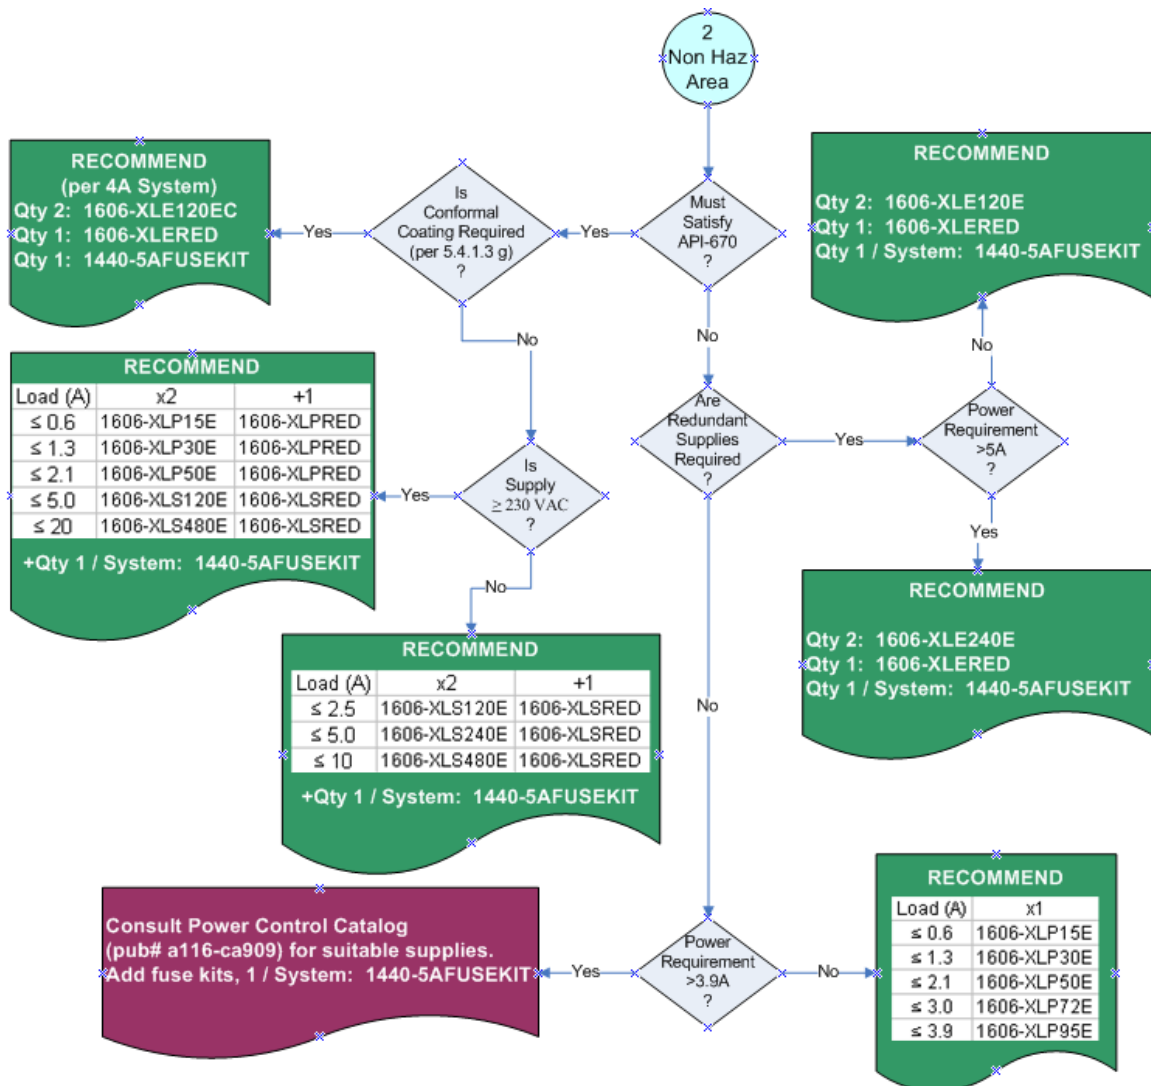 2
Non Haz
Area
RECOMMEND
(per 4A System)
Qty 2: 1606-XLE120EC
Qty 1: 1606-XLERED
Qty 1: 1440-5AFUSEKIT
Yes
Is
Conformal
Coating Required
(per 5.4.1.3 g)
?
Yes
Must
Satisfy
API-670
?
RECOMMEND
Qty 2: 1606-XLE120E
Qty 1: 1606-XLERED
Qty 1 / System: 1440-5AFUSEKIT
No
No
No
RECOMMEND
Load (A) x2 +1
≤ 0.6 1606-XLP15E 1606-XLPRED
≤ 1.3 1606-XLP30E 1606-XLPRED
≤ 2.1 1606-XLP50E 1606-XLPRED
≤ 5.0 1606-XLS120E 1606-XLSRED
≤ 20 1606-XLS480E 1606-XLSRED
+Qty 1 / System: 1440-5AFUSEKIT
Yes
Is
Supply
≥ 230 VAC
?
Are
Redundant
Supplies
Required
?
Yes
Power
Requirement
>5A
?
Yes
No
RECOMMEND
Qty 2: 1606-XLE240E
Qty 1: 1606-XLERED
Qty 1 / System: 1440-5AFUSEKIT
RECOMMEND
Load (A) x2 +1
≤ 2.5 1606-XLS120E 1606-XLSRED
≤ 5.0 1606-XLS240E 1606-XLSRED
≤ 10 1606-XLS480E 1606-XLSRED
+Qty 1 / System: 1440-5AFUSEKIT
No
Consult Power Control Catalog
(pub# a116-ca909) for suitable supplies.
Add fuse kits, 1 / System: 1440-5AFUSEKIT
Yes
Power
Requirement
>3.9A
?
No
RECOMMEND
Load (A) x1
≤ 0.6 1606-XLP15E
≤ 1.3 1606-XLP30E
≤ 2.1 1606-XLP50E
≤ 3.0 1606-XLP72E
≤ 3.9 1606-XLP95E